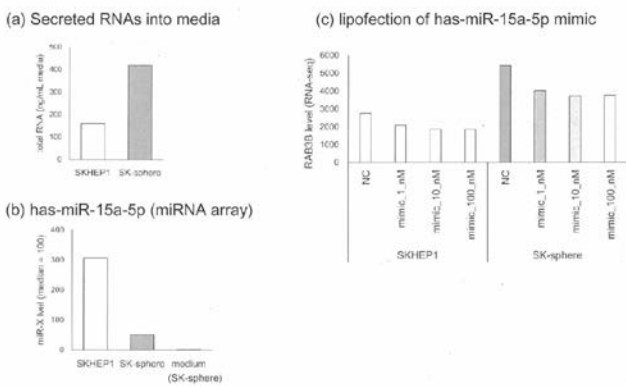 (a) Secreted RNAs into media
total RNA (ng/mL media)
500
400
300
200
100
0
SKHEP1 SK-sphere
(b) has-miR-15a-5p (miRNA array)
miR-X lvel (median = 100)
400
300
200
100
0
SKHEP1 SK-sphere medium
(SK-sphere)
(c) lipofection of has-miR-15a-5p mimic
RAB3B level (RNA-seq)
6000
5000
4000
3000
2000
1000
0
NC
mimic_1_nM
mimic_10_nM
mimic_100_nM
NC
mimic_1_nM
mimic_10_nM
mimic_100_nM
SKHEP1 SK-sphere